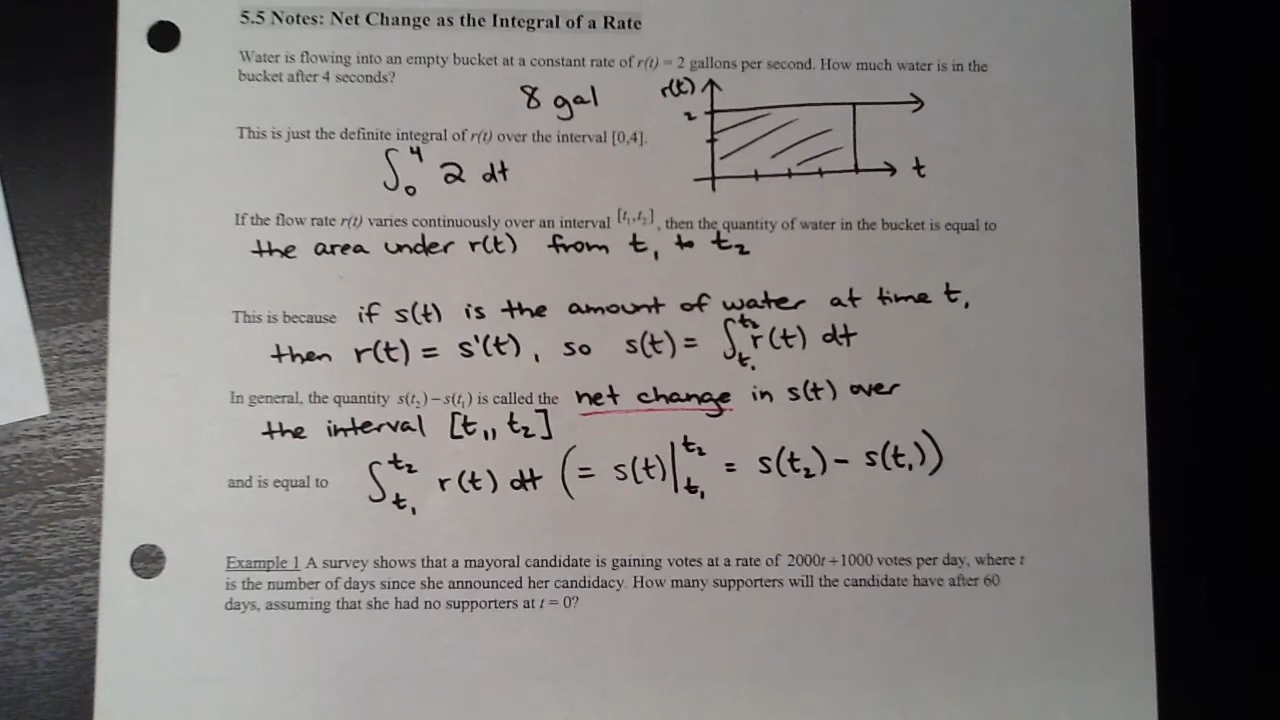 5.5 Notes: Net Change as the Integral of a Rate
Water is flowing into an empty bucket at a constant rate of r(t) = 2 gallons per second. How much water is in the
bucket after 4 seconds?
8 gal
r(t)
2
t
This is just the definite integral of r(t) over the interval [0,4].
∫₀⁴ 2 dt
If the flow rate r(t) varies continuously over an interval [t₁,t₂], then the quantity of water in the bucket is equal to
the area under r(t) from t₁ to t₂
This is because if s(t) is the amount of water at time t,
then r(t) = s'(t), so s(t) = ∫_{t₁}^{t₂} r(t) dt
In general, the quantity s(t₂)−s(t₁) is called the net change in s(t) over
the interval [t₁, t₂]
and is equal to ∫_{t₁}^{t₂} r(t) dt (= s(t)|_{t₁}^{t₂} = s(t₂) − s(t₁))
Example 1 A survey shows that a mayoral candidate is gaining votes at a rate of 2000t+1000 votes per day, where t
is the number of days since she announced her candidacy. How many supporters will the candidate have after 60
days, assuming that she had no supporters at t = 0?